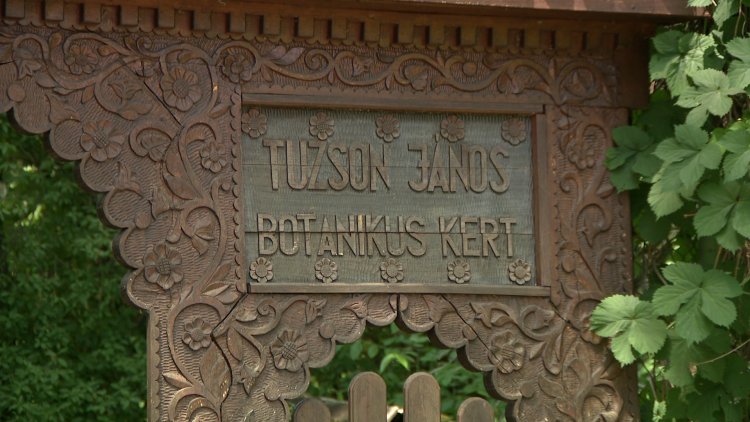 TUZSON JÁNOS
BOTANIKUS KERT